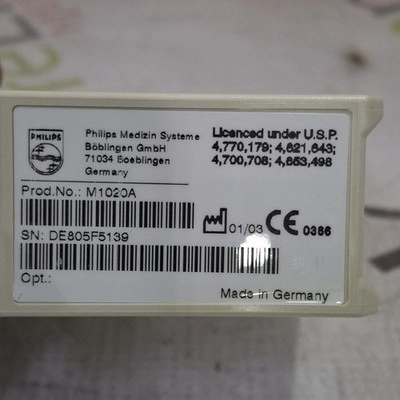 PHILIPS
Philips Medizin Systeme
Böblingen GmbH
71034 Boeblingen
Germany
Licenced under U.S.P.
4,770,179; 4,621,643;
4,700,708; 4,653,498
Prod.No.: M1020A
01/03 CE 0366
SN: DE805F5139
Opt.:
Made in Germany